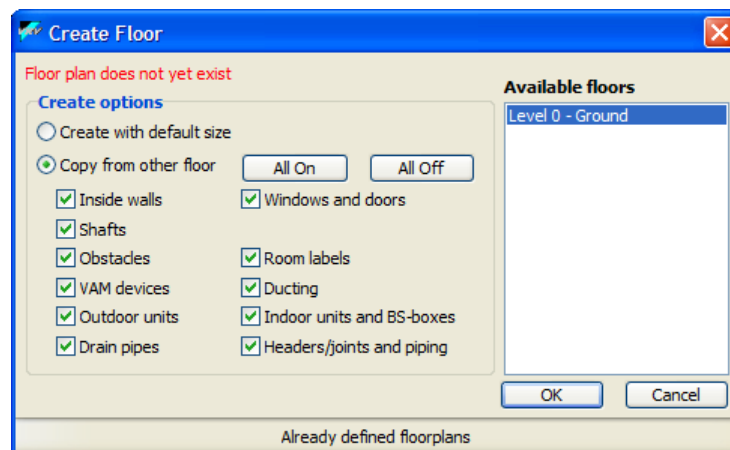 Create Floor
Floor plan does not yet exist
Create options
Create with default size
Copy from other floor
All On
All Off
Inside walls
Windows and doors
Shafts
Obstacles
Room labels
VAM devices
Ducting
Outdoor units
Indoor units and BS-boxes
Drain pipes
Headers/joints and piping
Available floors
Level 0 - Ground
OK
Cancel
Already defined floorplans